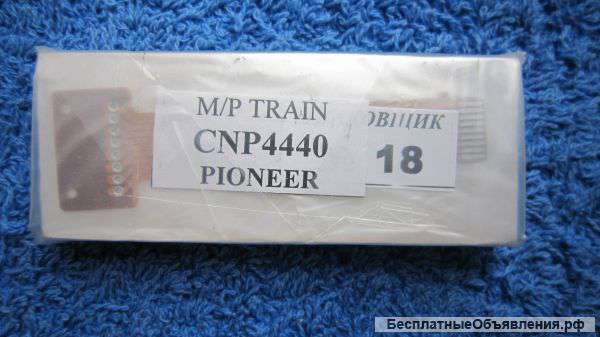 M/P TRAIN
CNP4440
PIONEER
ОВЩИК
18
БесплатныеОбъявления.рф